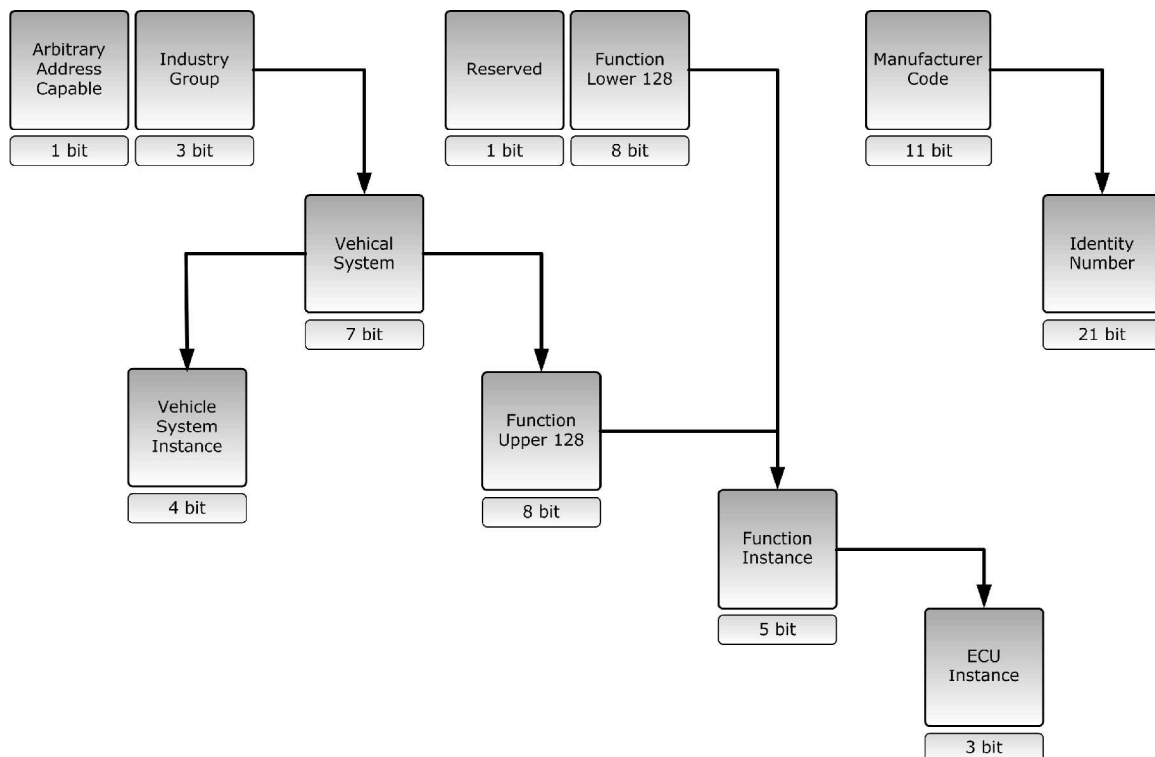 Arbitrary
Address
Capable
1 bit
Industry
Group
3 bit
Reserved
1 bit
Function
Lower 128
8 bit
Manufacturer
Code
11 bit
Vehical
System
7 bit
Identity
Number
21 bit
Vehicle
System
Instance
4 bit
Function
Upper 128
8 bit
Function
Instance
5 bit
ECU
Instance
3 bit